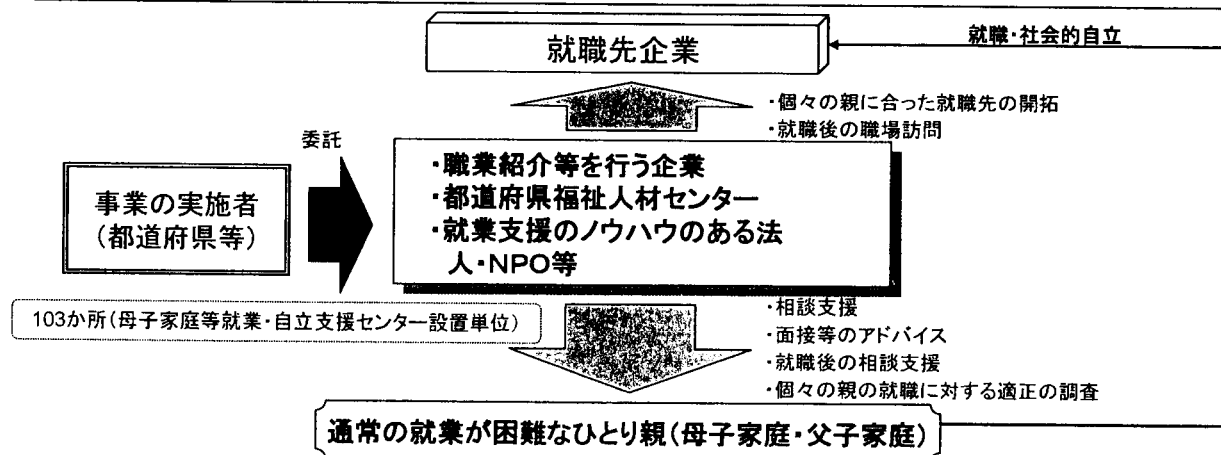 就職先企業
就職・社会的自立
・個々の親に合った就職先の開拓
・就職後の職場訪問
委託
事業の実施者
(都道府県等)
・職業紹介等を行う企業
・都道府県福祉人材センター
・就業支援のノウハウのある法
人・NPO等
103か所(母子家庭等就業・自立支援センター設置単位)
・相談支援
・面接等のアドバイス
・就職後の相談支援
・個々の親の就職に対する適正の調査
通常の就業が困難なひとり親(母子家庭・父子家庭)